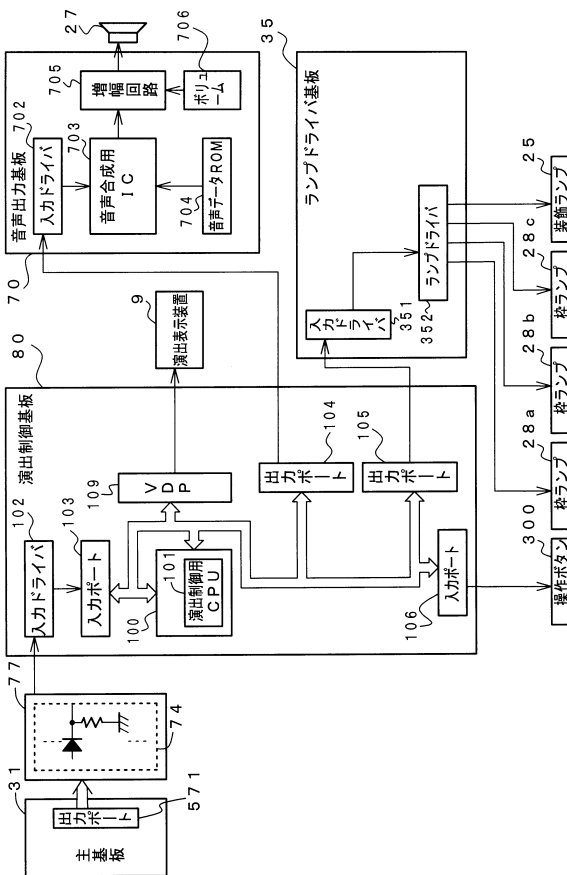 31
主基板
出力ポート
571
77
74
演出制御基板
80
入力ドライバ
102
入力ポート
103
VDP
109
100
101
演出制御用
CPU
出力ポート
104
出力ポート
105
入力ポート
106
演出表示装置
9
音声出力基板
70
入力ドライバ
702
音声合成用
IC
703
音声データROM
704
増幅
回路
705
ボリュ
ーム
706
27
ランプドライバ基板
35
入力ドライバ
351
ランプドライバ
352
操作ボタン
300
枠ランプ
28a
枠ランプ
28b
枠ランプ
28c
装飾ランプ
25